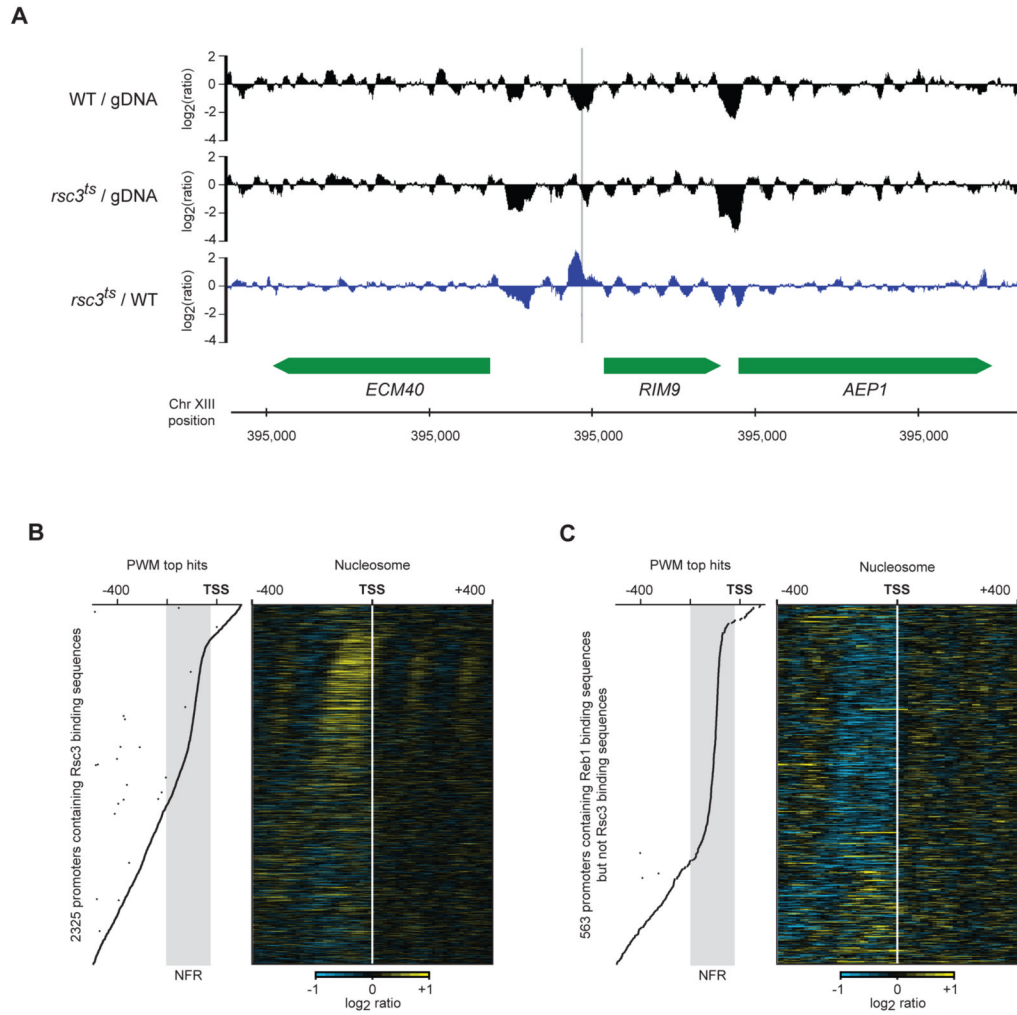 A
WT / gDNA
log2(ratio)
2
0
-2
-4
rsc3ts / gDNA
log2(ratio)
2
0
-2
-4
rsc3ts / WT
log2(ratio)
2
0
-2
-4
ECM40
RIM9
AEP1
Chr XIII
position
395,000
395,000
395,000
395,000
395,000
B
PWM top hits
-400
TSS
2325 promoters containing Rsc3 binding sequences
NFR
Nucleosome
-400
TSS
+400
-1
0
+1
log2 ratio
C
PWM top hits
-400
TSS
563 promoters containing Reb1 binding sequences
but not Rsc3 binding sequences
NFR
Nucleosome
-400
TSS
+400
-1
0
+1
log2 ratio